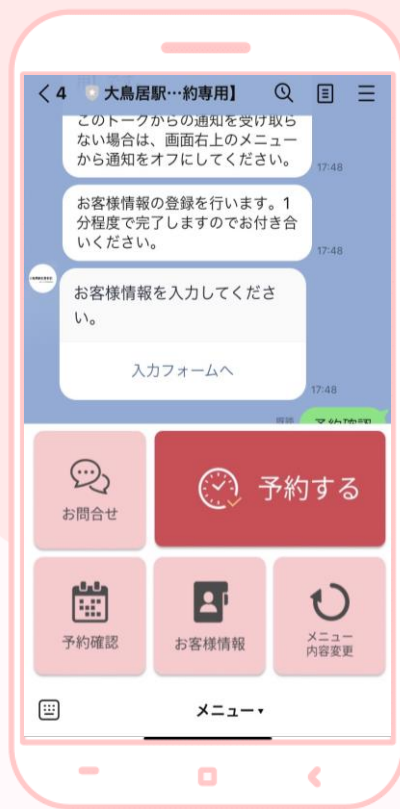 4 大鳥居駅…約専用】
このトークからの通知を受け取ら
ない場合は、画面右上のメニュー
から通知をオフにしてください。
17:48
お客様情報の登録を行います。1
分程度で完了しますのでお付き合
いください。
17:48
お客様情報を入力してくださ
い。
入力フォームへ
17:48
既読 予約確認
お問合せ
予約する
予約確認
お客様情報
メニュー
内容変更
メニュー▼